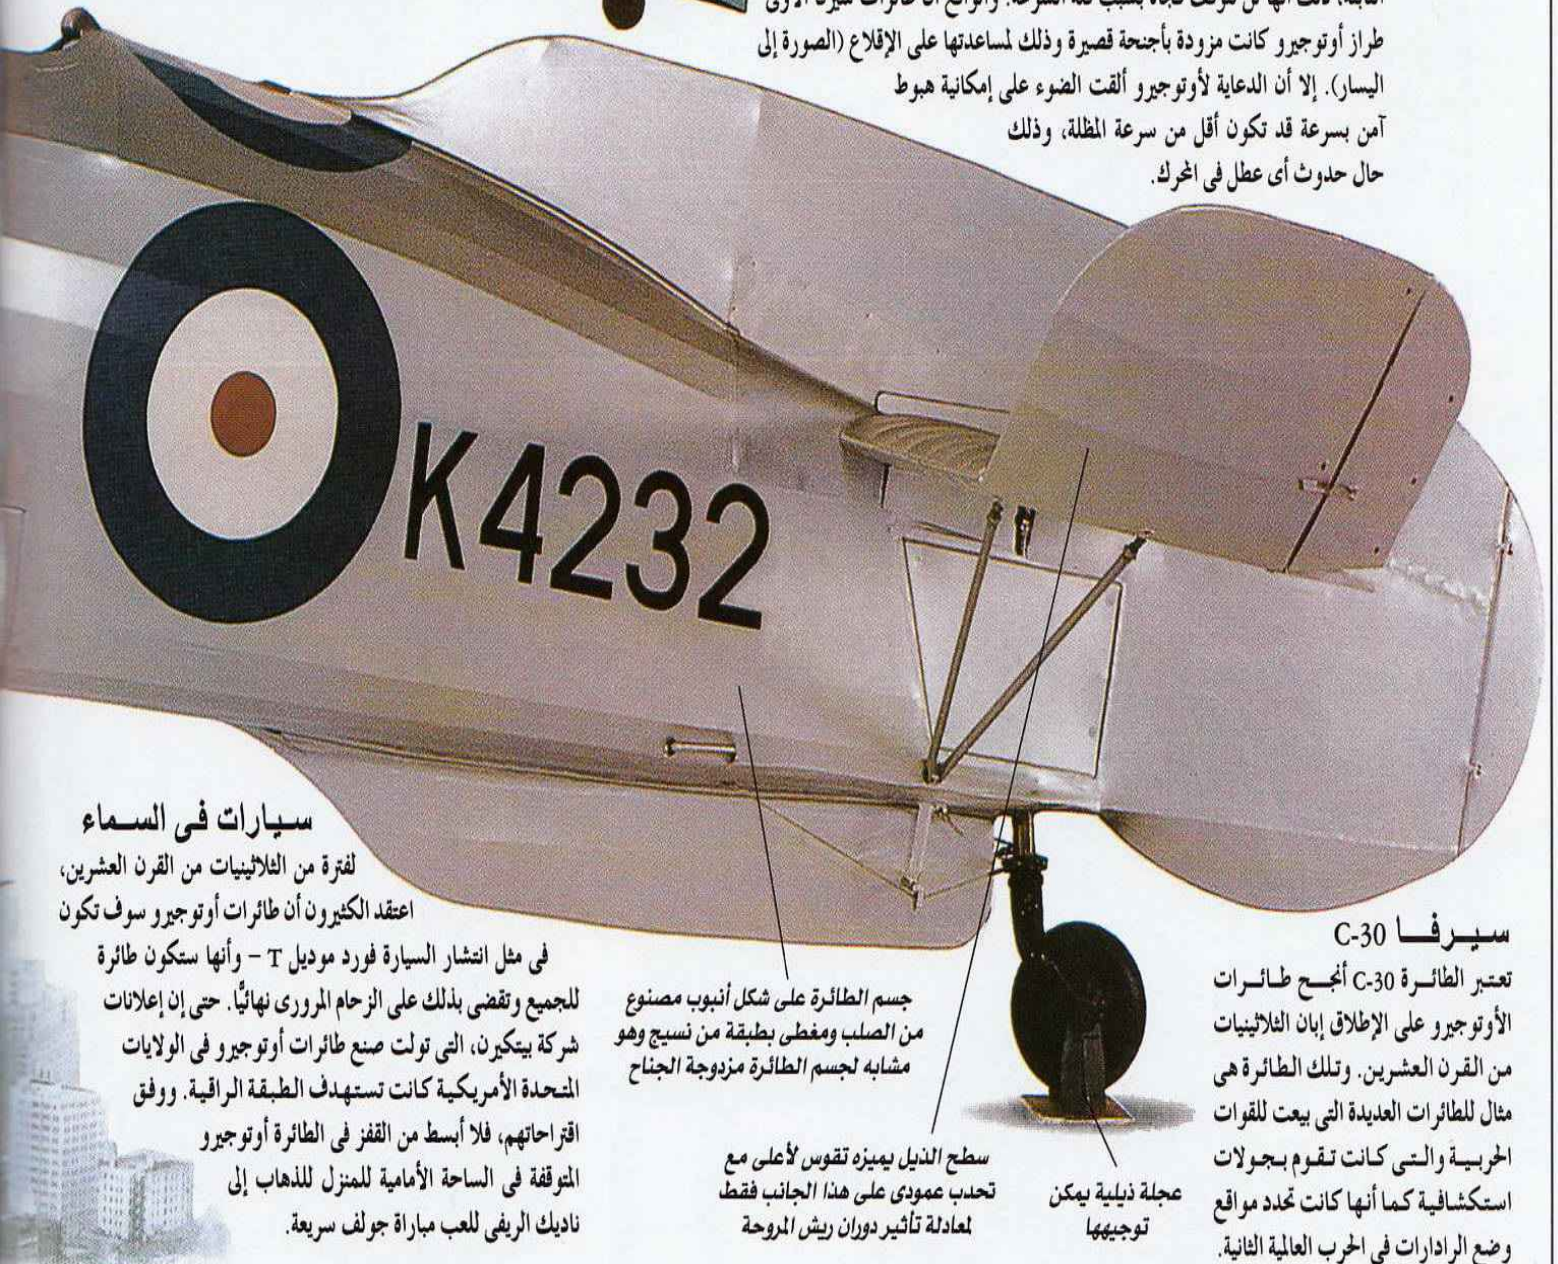 طراز أوتوجيرو كانت مزودة بأجنحة قصيرة وذلك لمساعدتها على الإقلاع (الصورة إلى
اليسار). إلا أن الدعاية لأوتوجيرو ألقت الضوء على إمكانية هبوط
آمن بسرعة قد تكون أقل من سرعة المظلة، وذلك
حال حدوث أى عطل فى المحرك.
K4232
سيرفا C-30
تعتبر الطائرة C-30 أنجح طائرات
الأوتوجيرو على الإطلاق إبان الثلاثينيات
من القرن العشرين. وتلك الطائرة هى
مثال للطائرات العديدة التى بيعت للقوات
الحربية والتى كانت تقوم بجولات
استكشافية كما أنها كانت تحدد مواقع
وضع الرادارات فى الحرب العالمية الثانية.
عجلة ذيلية يمكن
توجيهها
جسم الطائرة على شكل أنبوب مصنوع
من الصلب ومغطى بطبقة من نسيج وهو
مشابه لجسم الطائرة مزدوجة الجناح
سطح الذيل يميزه تقوس لأعلى مع
تحدب عمودى على هذا الجانب فقط
لمعادلة تأثير دوران ريش المروحة
سيارات فى السماء
لفترة من الثلاثينيات من القرن العشرين،
اعتقد الكثيرون أن طائرات أوتوجيرو سوف تكون
فى مثل انتشار السيارة فورد موديل T – وأنها ستكون طائرة
للجميع وتقضى بذلك على الزحام المرورى نهائيًّا. حتى إن إعلانات
شركة بيتكيرن، التى تولت صنع طائرات أوتوجيرو فى الولايات
المتحدة الأمريكية كانت تستهدف الطبقة الراقية. ووفق
اقتراحاتهم، فلا أبسط من القفز فى الطائرة أوتوجيرو
المتوقفة فى الساحة الأمامية للمنزل للذهاب إلى
ناديك الريفى للعب مباراة جولف سريعة.